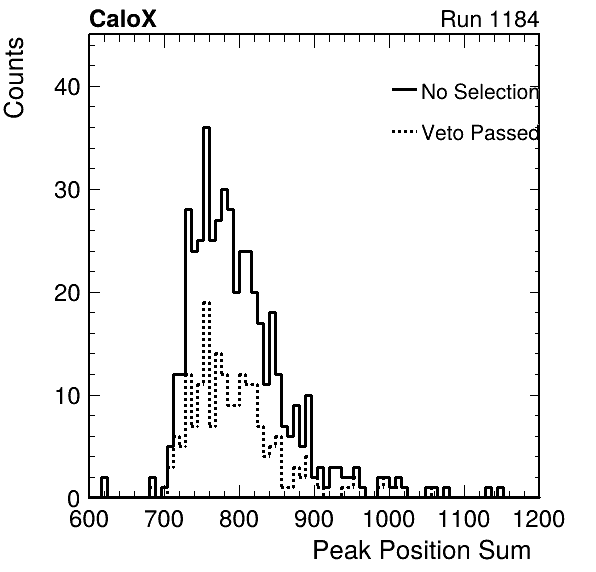 CaloX Run 1184
Counts
40
30
20
10
0
No Selection
Veto Passed
600 700 800 900 1000 1100 1200
Peak Position Sum